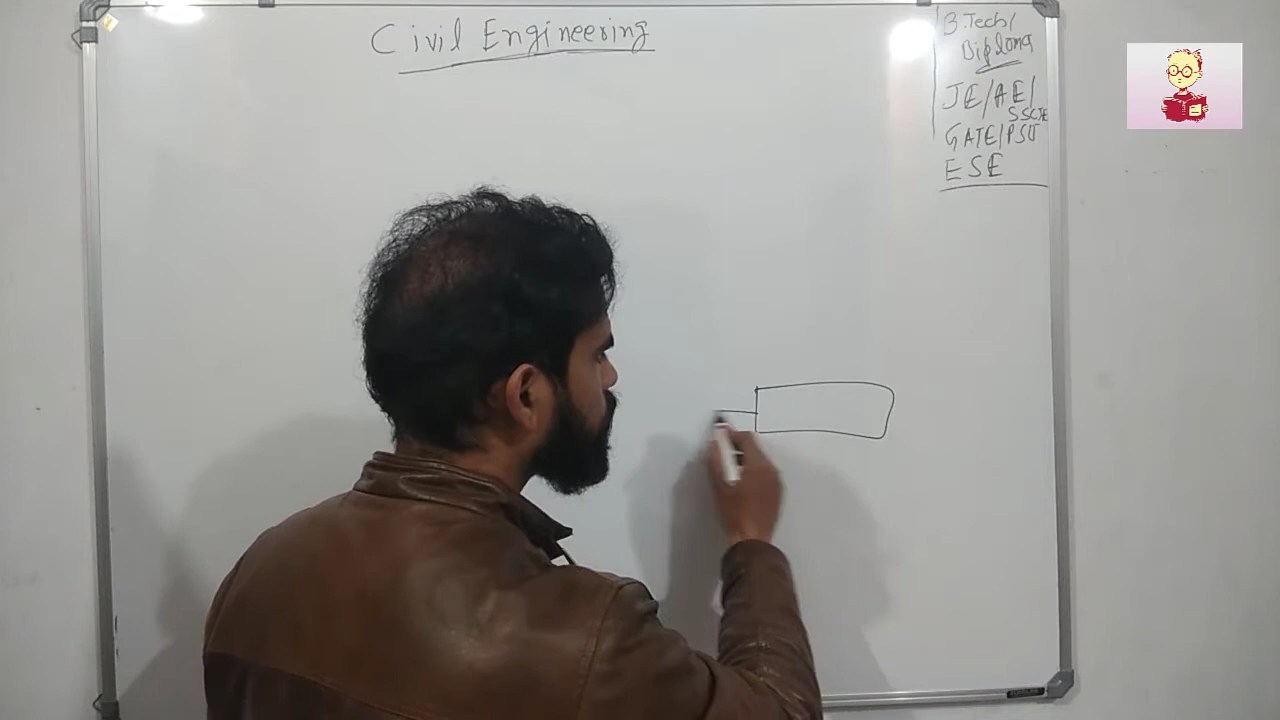 Civil Engineering
B.Tech/
Diploma
JE/AE/
SSCJE
GATE/PSU
ESE